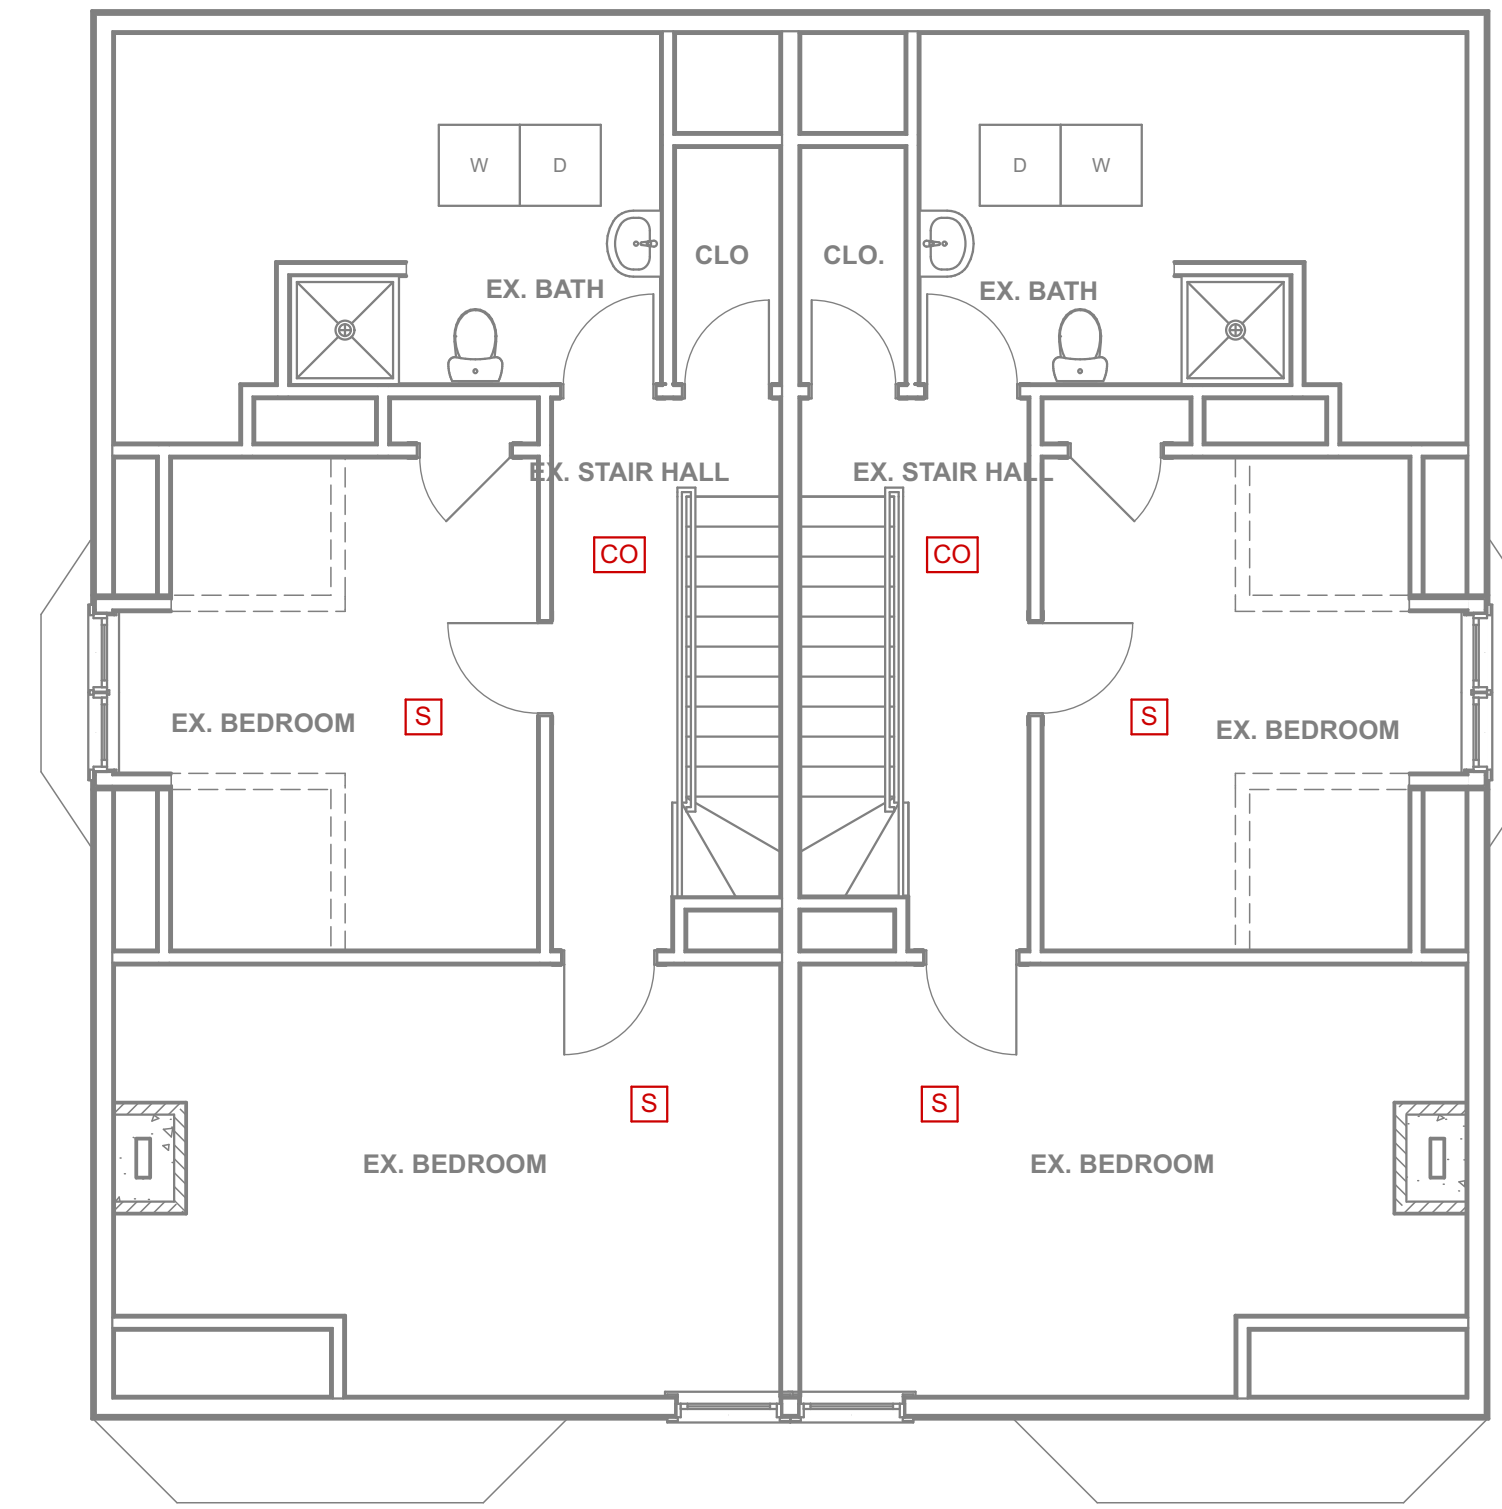 W
D
D
W
CLO
CLO.
EX. BATH
EX. BATH
EX. STAIR HALL
EX. STAIR HALL
CO
CO
S
S
EX. BEDROOM
EX. BEDROOM
S
S
EX. BEDROOM
EX. BEDROOM